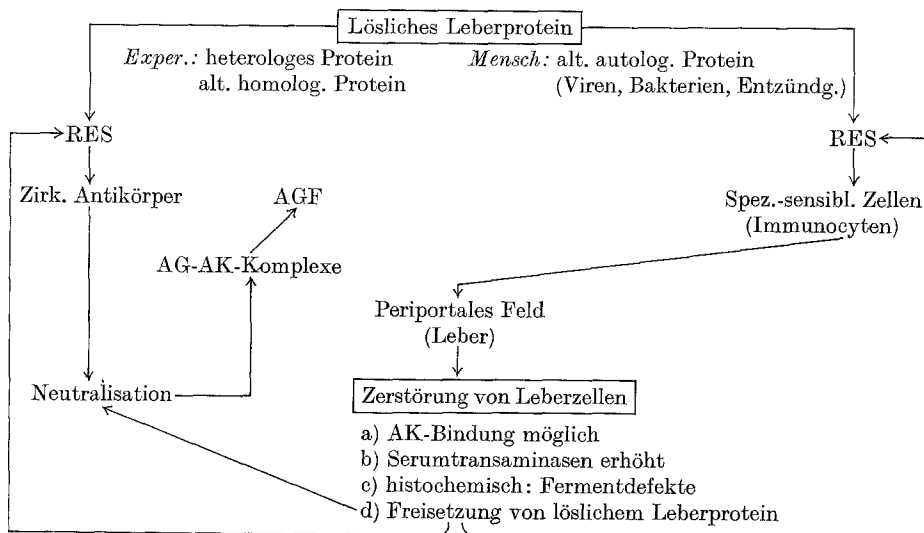 Lösliches Leberprotein
Exper.: heterologes Protein
alt. homolog. Protein
Mensch: alt. autolog. Protein
(Viren, Bakterien, Entzündg.)
RES
RES
Zirk. Antikörper
AGF
Spez.-sensibl. Zellen
(Immunocyten)
AG-AK-Komplexe
Periportales Feld
(Leber)
Neutralisation
Zerstörung von Leberzellen
a) AK-Bindung möglich
b) Serumtransaminasen erhöht
c) histochemisch: Fermentdefekte
d) Freisetzung von löslichem Leberprotein